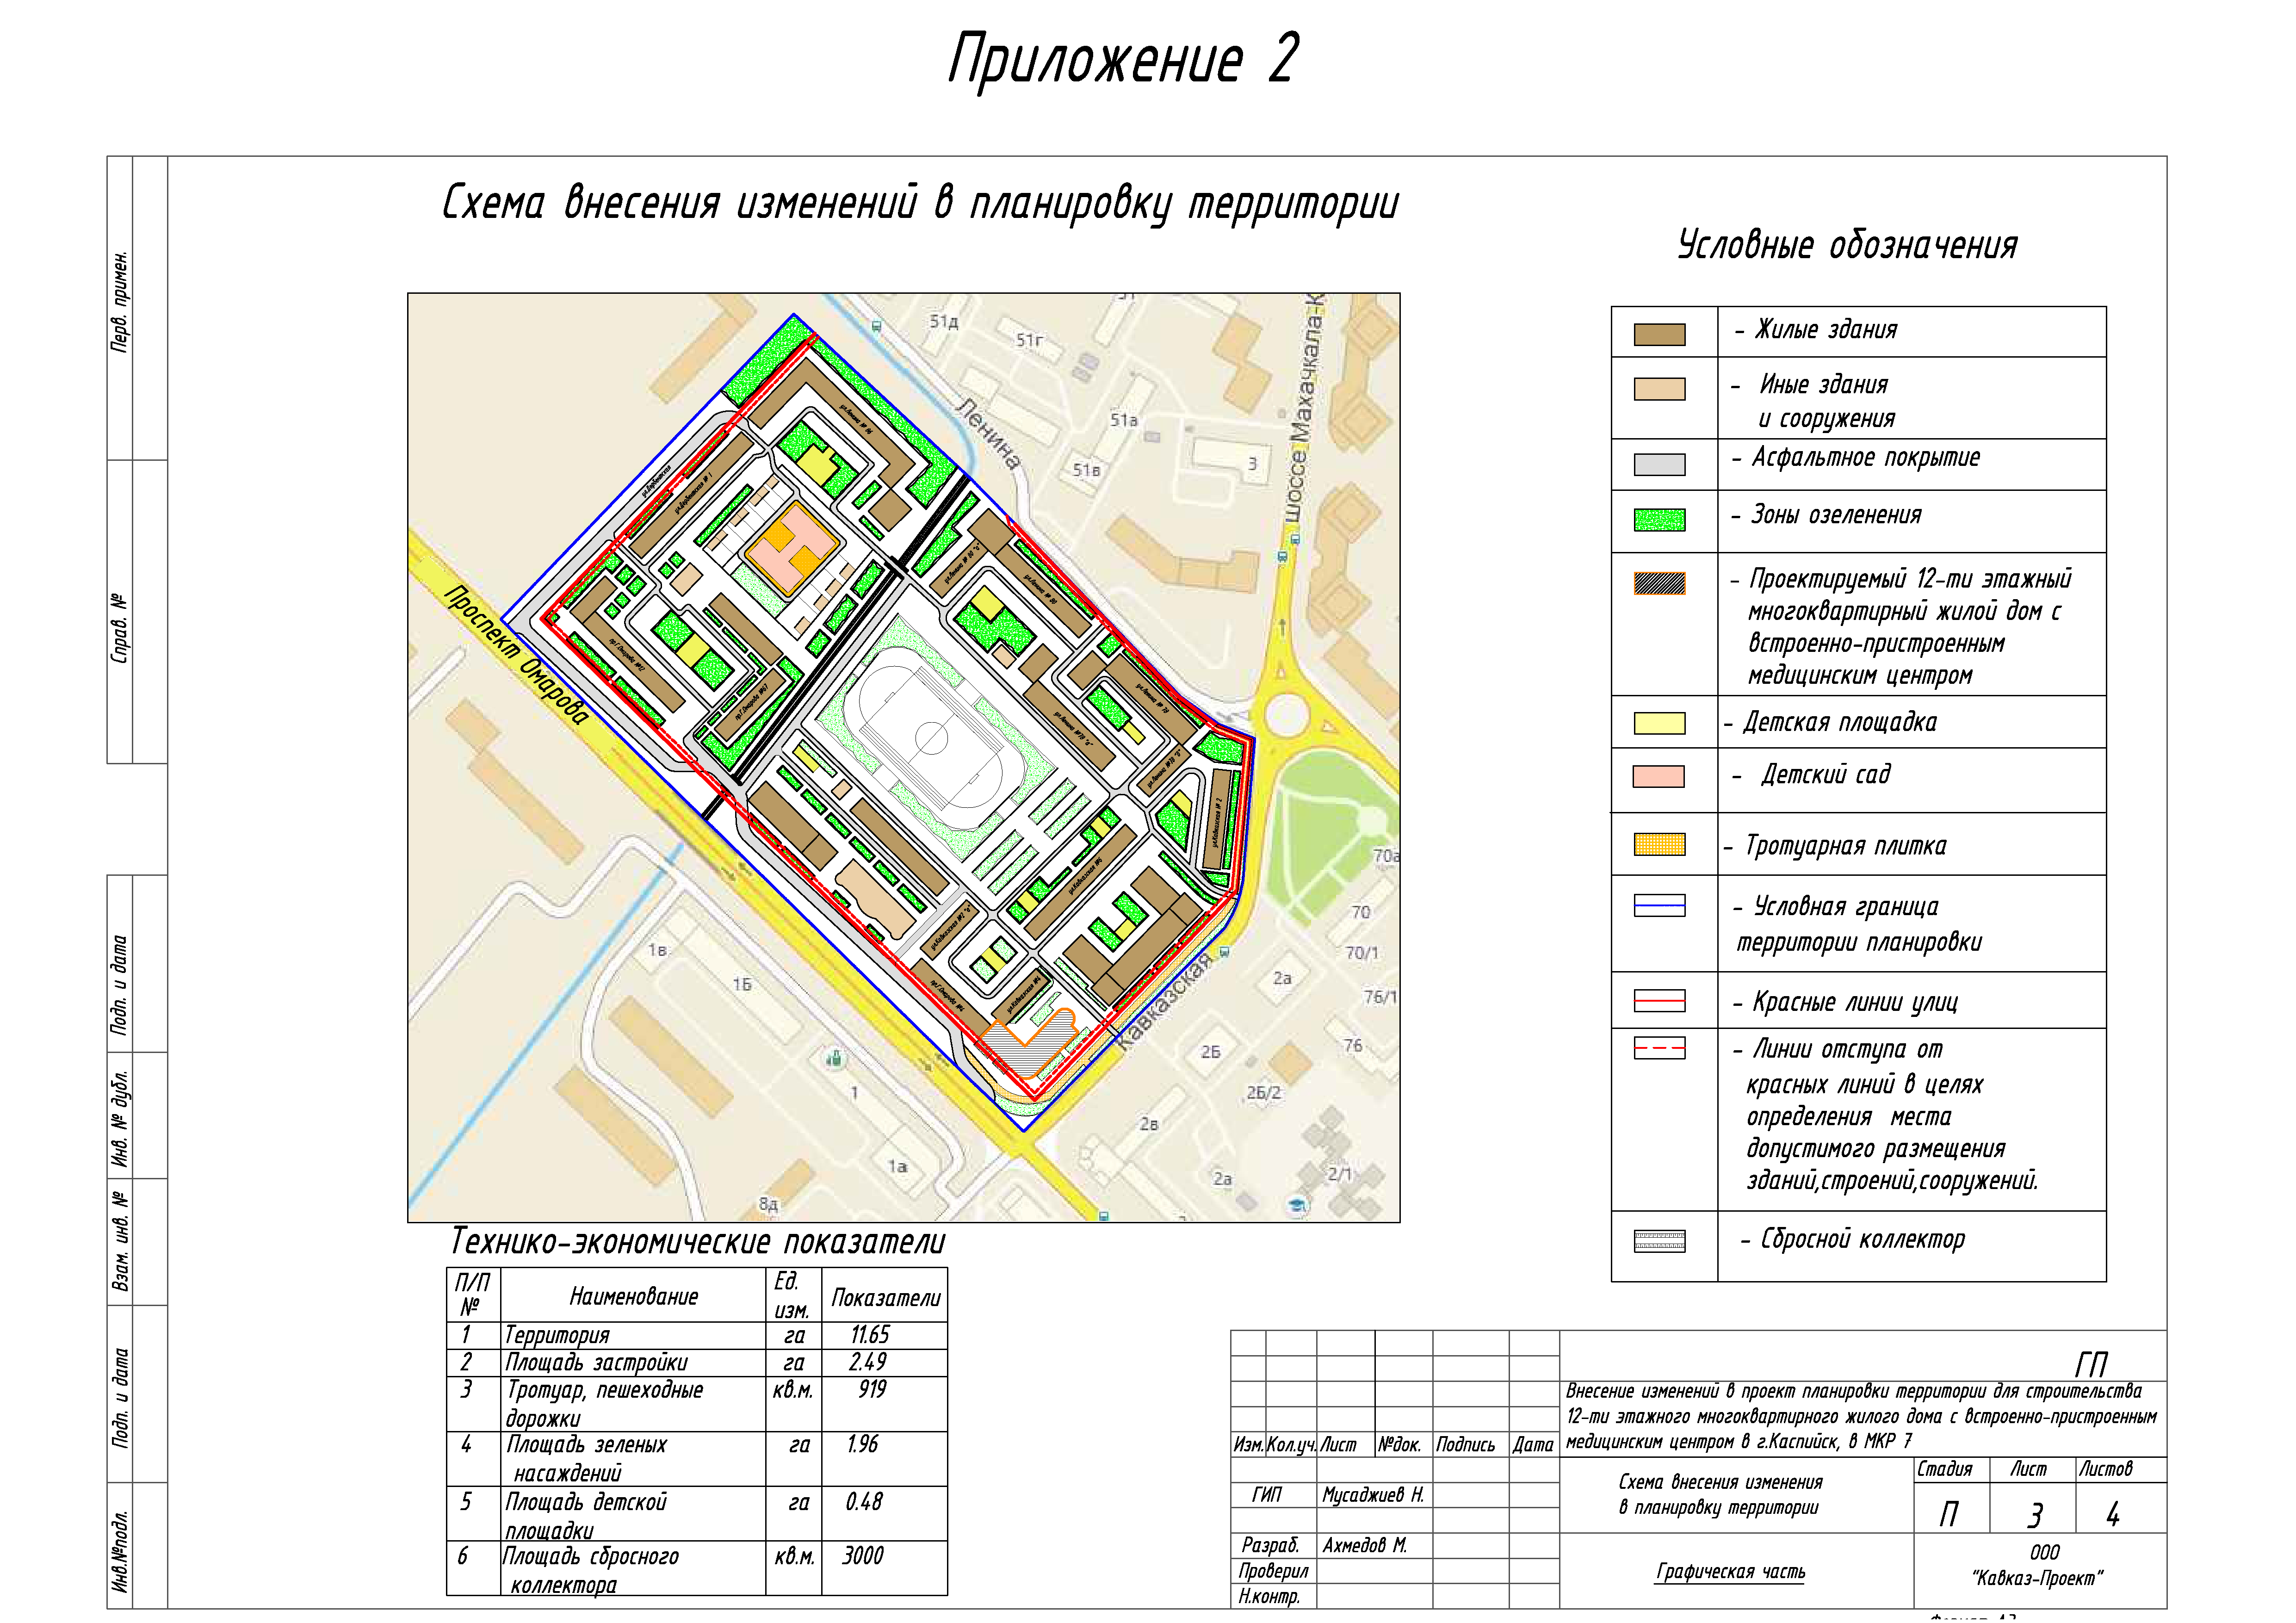 Приложение 2
Схема внесения изменений в планировку территории
Условные обозначения
- Жилые здания
- Иные здания
и сооружения
- Асфальтное покрытие
- Зоны озеленения
- Проектируемый 12-ти этажный
многоквартирный жилой дом с
встроенно-пристроенным
медицинским центром
- Детская площадка
- Детский сад
- Тротуарная плитка
- Условная граница
территории планировки
- Красные линии улиц
- Линии отступа от
красных линий в целях
определения места
допустимого размещения
зданий,строений,сооружений.
- Сбросной коллектор
51д
51г
51а
51в
3
Ленина
шоссе Махачкала-К
Проспект Омарова
Кавказская
70а
70
70/1
76/1
76
2а
2Б
2Б/2
2в
2а
2/1
1в
1Б
1
1а
8д
Технико-экономические показатели
П/П № Наименование Ед. изм. Показатели
1 Территория га 11.65
2 Площадь застройки га 2.49
3 Тротуар, пешеходные кв.м. 919
дорожки
4 Площадь зеленых га 1.96
насаждений
5 Площадь детской га 0.48
площадки
6 Площадь сбросного кв.м. 3000
коллектора
Перв. примен.
Справ. №
Подп. и дата
Инв. № дубл.
Взам. инв. №
Подп. и дата
Инв.№подл.
ГП
Внесение изменений в проект планировки территории для строительства
12-ти этажного многоквартирного жилого дома с встроенно-пристроенным
медицинским центром в г.Каспийск, в МКР 7
Изм. Кол.уч. Лист №док. Подпись Дата
Схема внесения изменения
в планировку территории
Стадия Лист Листов
П 3 4
ГИП Мусаджиев Н.
Разраб. Ахмедов М.
Проверил
Н.контр.
Графическая часть
ООО
"Кавказ-Проект"